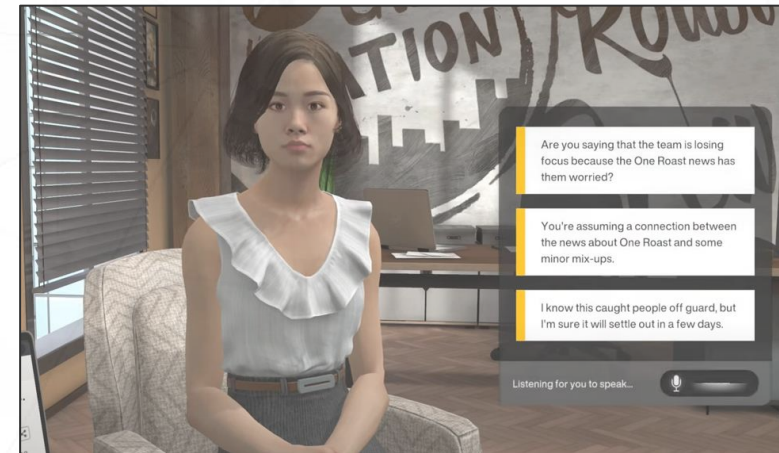 ATION
Are you saying that the team is losing
focus because the One Roast news has
them worried?
You're assuming a connection between
the news about One Roast and some
minor mix-ups.
I know this caught people off guard, but
I'm sure it will settle out in a few days.
Listening for you to speak...